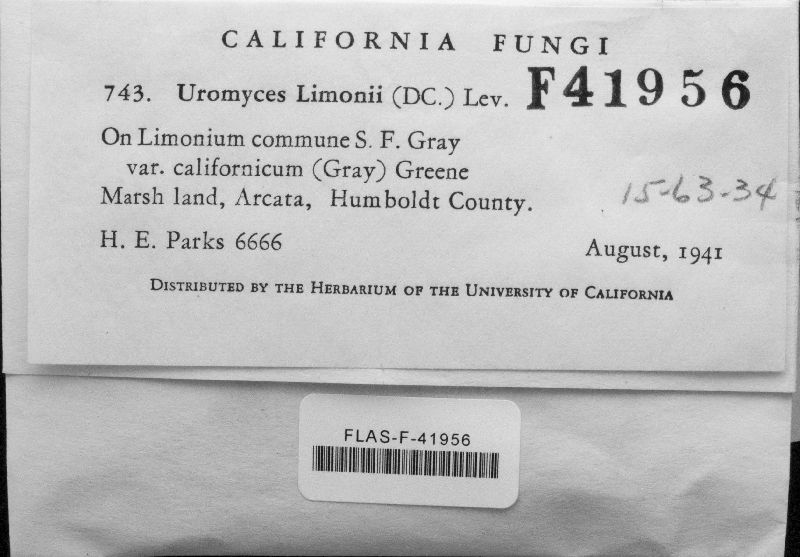 CALIFORNIA FUNGI
743. Uromyces Limonii (DC.) Lev. F41956
On Limonium commune S. F. Gray
var. californicum (Gray) Greene
Marsh land, Arcata, Humboldt County.
15-63-34
H. E. Parks 6666
August, 1941
DISTRIBUTED BY THE HERBARIUM OF THE UNIVERSITY OF CALIFORNIA
FLAS-F-41956